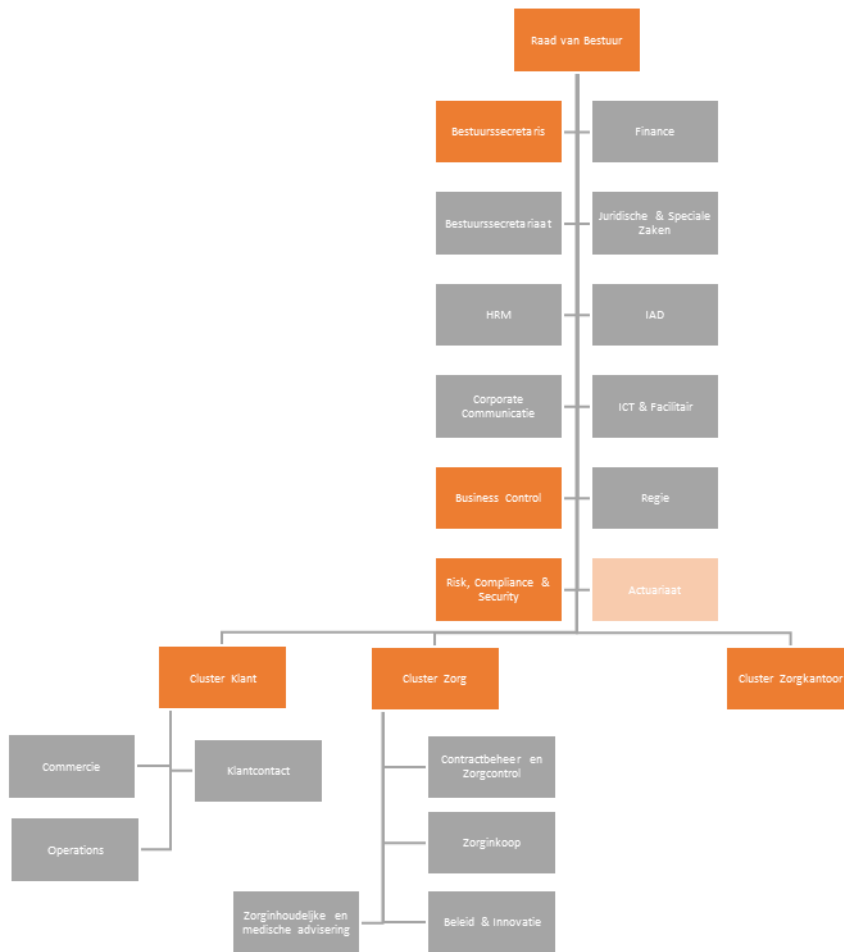 Raad van Bestuur
Bestuurssecretaris
Finance
Bestuurssecretariaat
Juridische & Speciale
Zaken
HRM
IAD
Corporate
Communicatie
ICT & Facilitair
Business Control
Regie
Risk, Compliance &
Security
Actuariaat
Cluster Klant
Cluster Zorg
Cluster Zorgkantoor
Commercie
Klantcontact
Contractbeheer en
Zorgcontrol
Operations
Zorginkoop
Zorginhoudelijke en
medische advisering
Beleid & Innovatie